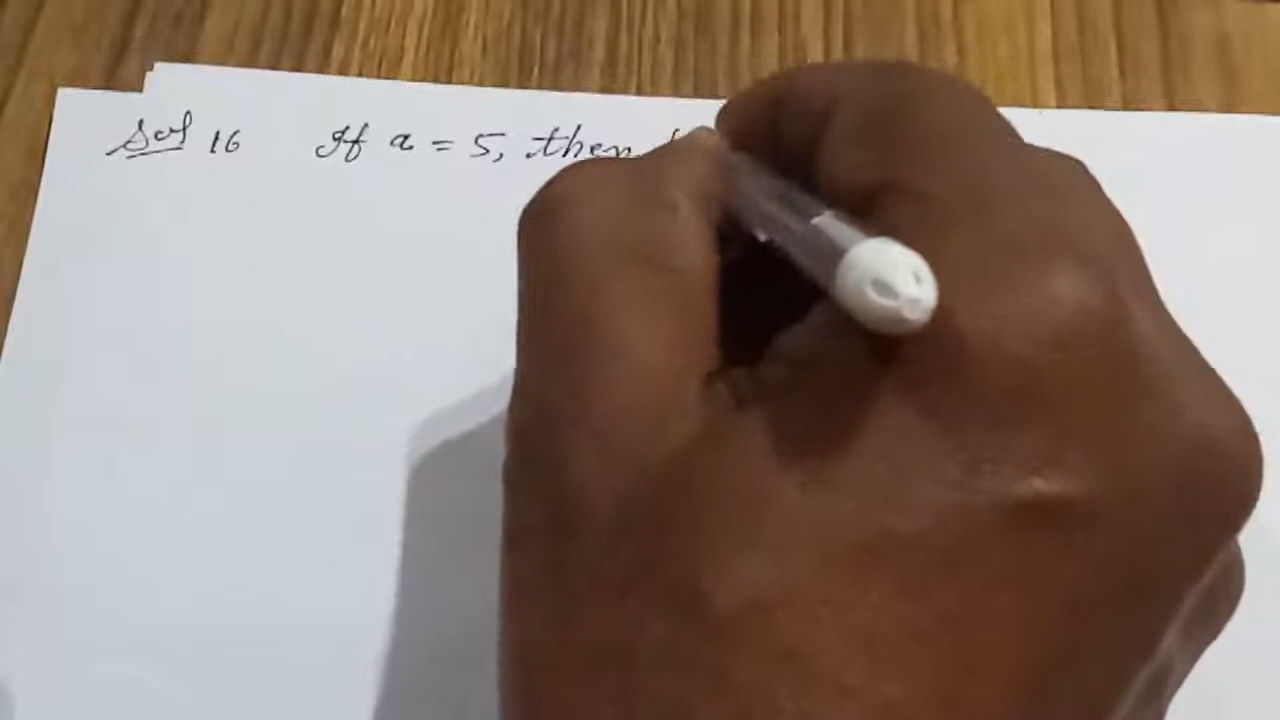 Sol 16 If a = 5, then